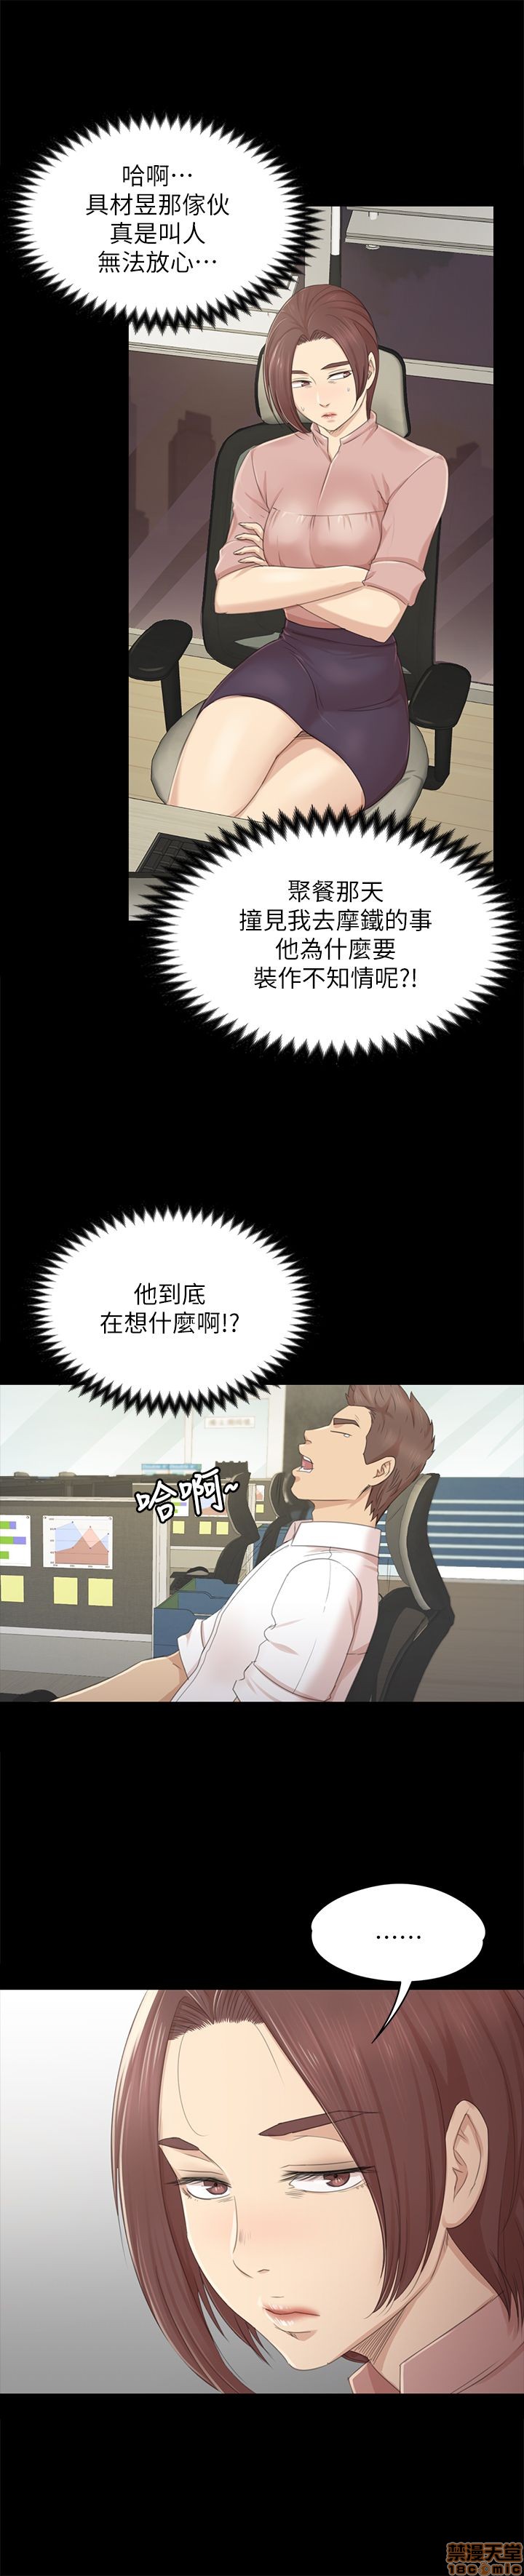 哈啊…
具材昱那傢伙
真是叫人
無法放心…
聚餐那天
撞見我去摩鐵的事
他為什麼要
裝作不知情呢?!
他到底
在想什麼啊!?
哈啊~
……
禁漫天堂
18C-MIC